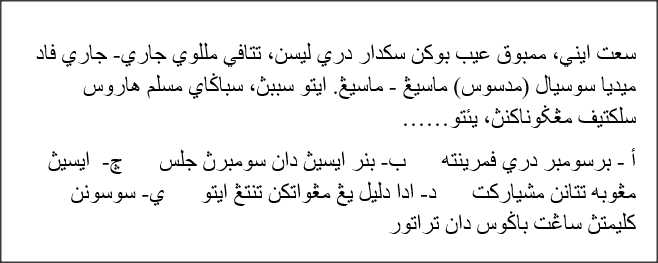 سعت ايني، ممبوق عيب بوكن سكدار دري ليسن، تتافي مللوي جاري- جاري فاد
ميديا سوسيال (مدسوس) ماسيڠ - ماسيڠ. ايتو سببڽ، سباڬاي مسلم هاروس
سلكتيف مڠڬوناكنڽ، يئتو......
أ - برسومبر دري فمرينته ب- بنر ايسيڽ دان سومبرڽ جلس چ- ايسيڽ
مڠوبه تتانن مشياركت د- ادا دليل يڠ مڠواتكن تنتڠ ايتو ي- سوسونن
كليمتڽ ساڠت باڬوس دان تراتور